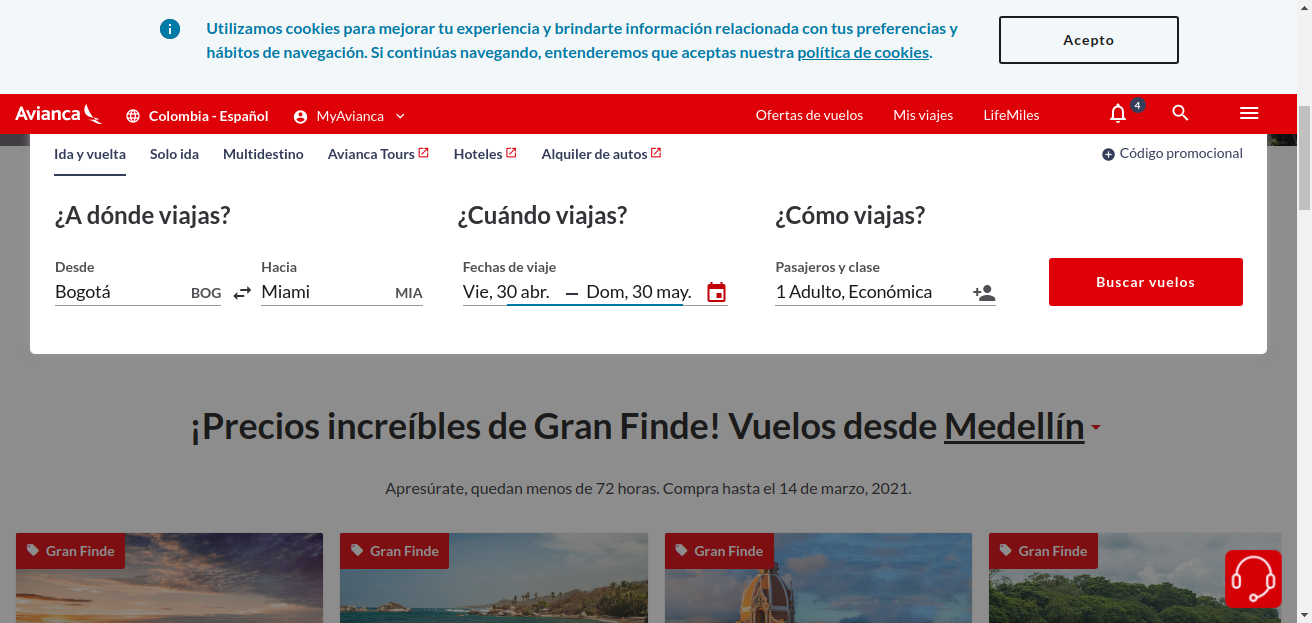 Utilizamos cookies para mejorar tu experiencia y brindarte información relacionada con tus preferencias y
hábitos de navegación. Si continúas navegando, entenderemos que aceptas nuestra política de cookies.
Acepto
Avianca
Colombia - Español
MyAvianca
Ofertas de vuelos
Mis viajes
LifeMiles
4
Ida y vuelta
Solo ida
Multidestino
Avianca Tours
Hoteles
Alquiler de autos
Código promocional
¿A dónde viajas?
¿Cuándo viajas?
¿Cómo viajas?
Desde
Hacia
Fechas de viaje
Pasajeros y clase
Bogotá
BOG
Miami
MIA
Vie, 30 abr. — Dom, 30 may.
1 Adulto, Económica
Buscar vuelos
¡Precios increíbles de Gran Finde! Vuelos desde Medellín
Apresúrate, quedan menos de 72 horas. Compra hasta el 14 de marzo, 2021.
Gran Finde
Gran Finde
Gran Finde
Gran Finde